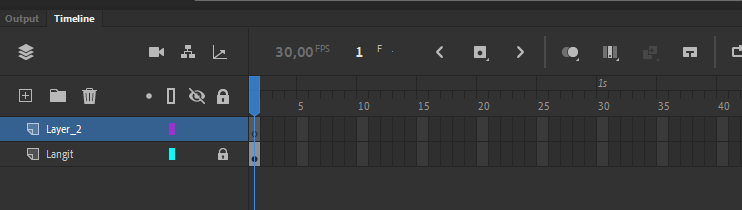 Output Timeline
30,00 FPS 1 F
1s
5 10 15 20 25 30 35 40
Layer_2
Langit